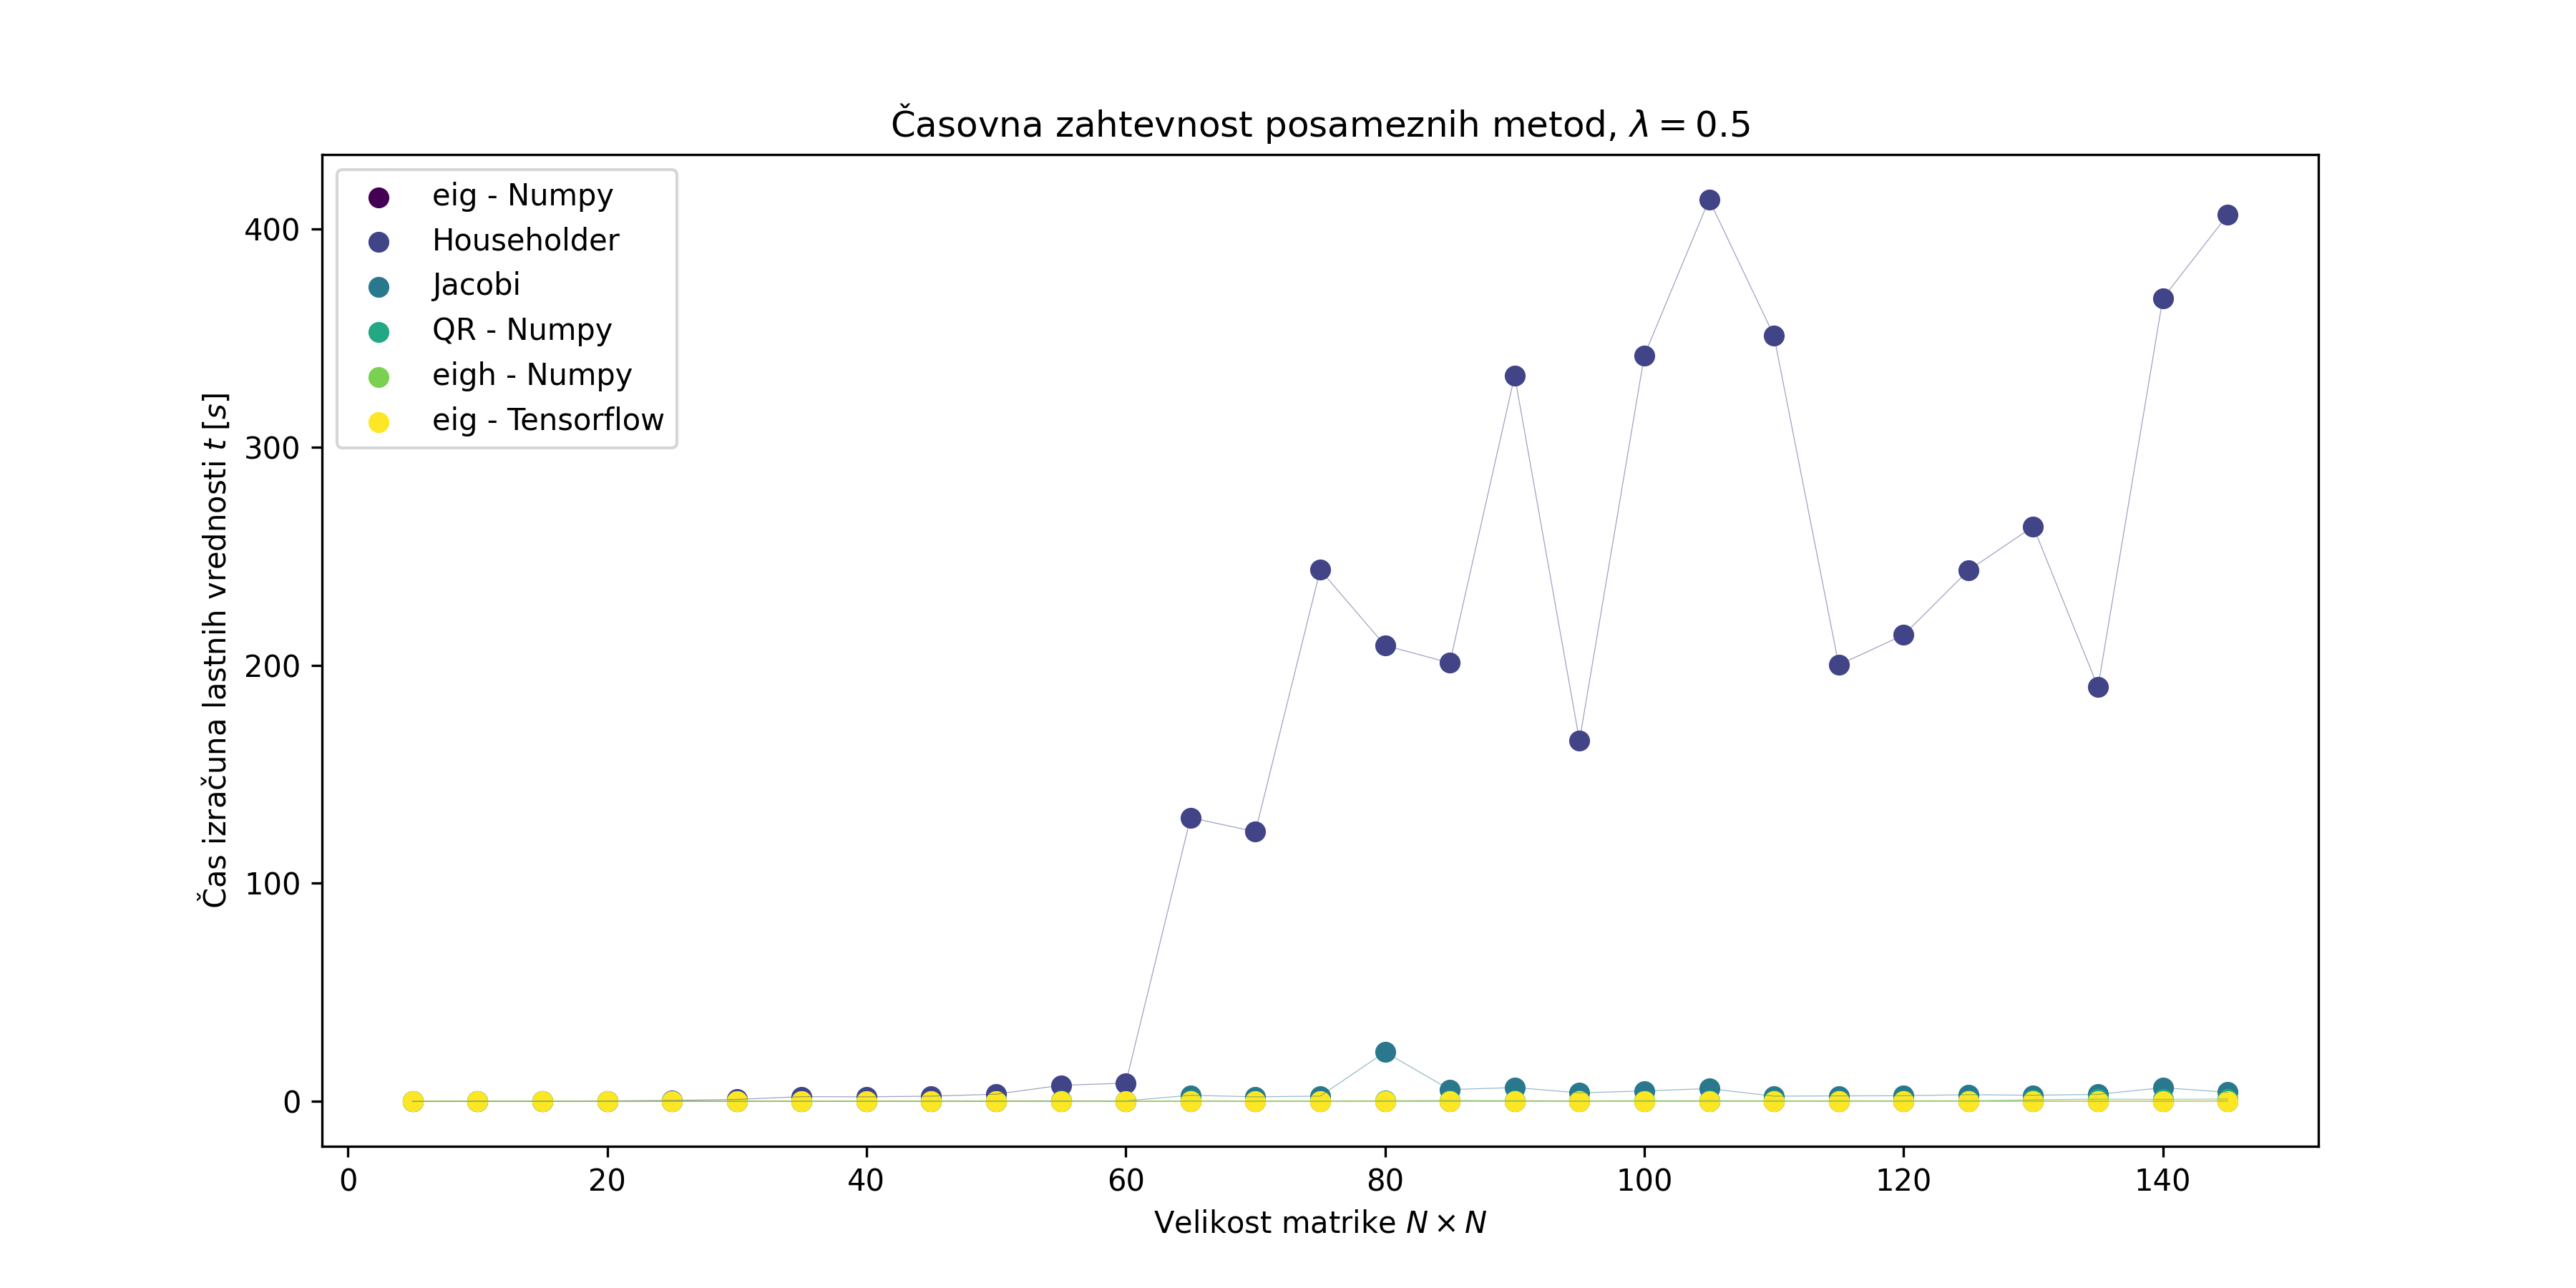 Časovna zahtevnost posameznih metod, λ = 0.5
eig - Numpy
Householder
Jacobi
QR - Numpy
eigh - Numpy
eig - Tensorflow
Čas izračuna lastnih vrednosti t [s]
400
300
200
100
0
0 20 40 60 80 100 120 140
Velikost matrike N × N